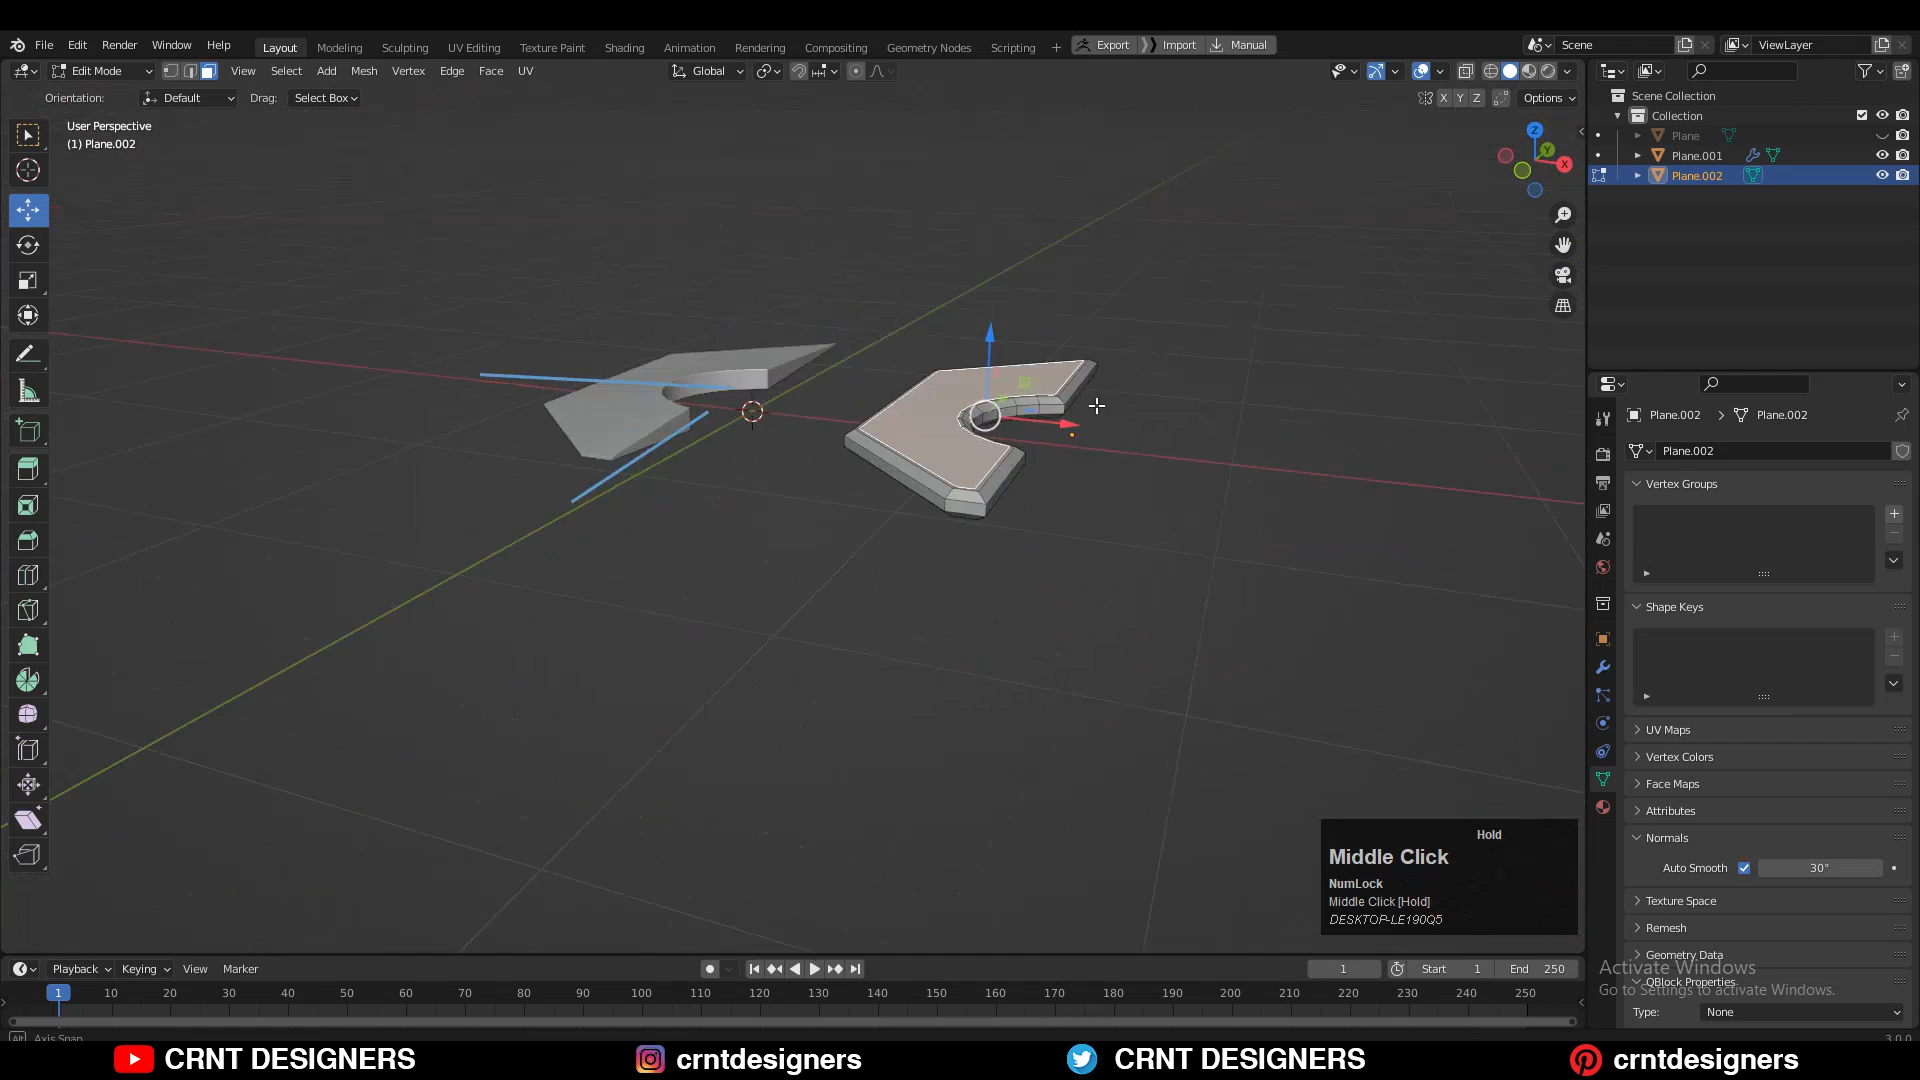 File Edit Render Window Help
Layout Modeling Sculpting UV Editing Texture Paint Shading Animation Rendering Compositing Geometry Nodes Scripting + Export Import Manual
Scene ViewLayer
Edit Mode View Select Add Mesh Vertex Edge Face UV Global
Orientation: Default Drag: Select Box X Y Z Options
User Perspective
(1) Plane.002
Z
Y
X
Scene Collection
Collection
Plane
Plane.001
Plane.002
Plane.002 > Plane.002
Plane.002
Vertex Groups
Shape Keys
UV Maps
Vertex Colors
Face Maps
Attributes
Normals
Auto Smooth 30°
Texture Space
Remesh
Geometry Data
QBlock Properties
Type: None
Activate Windows
Go to Settings to activate Windows.
Hold
Middle Click
NumLock
Middle Click [Hold]
DESKTOP-LE190Q5
Playback Keying View Marker 1 Start 1 End 250
1 10 20 30 40 50 60 70 80 90 100 110 120 130 140 150 160 170 180 190 200 210 220 230 240 250
Alt Axis Snap 3.0.0
CRNT DESIGNERS crntdesigners CRNT DESIGNERS crntdesigners